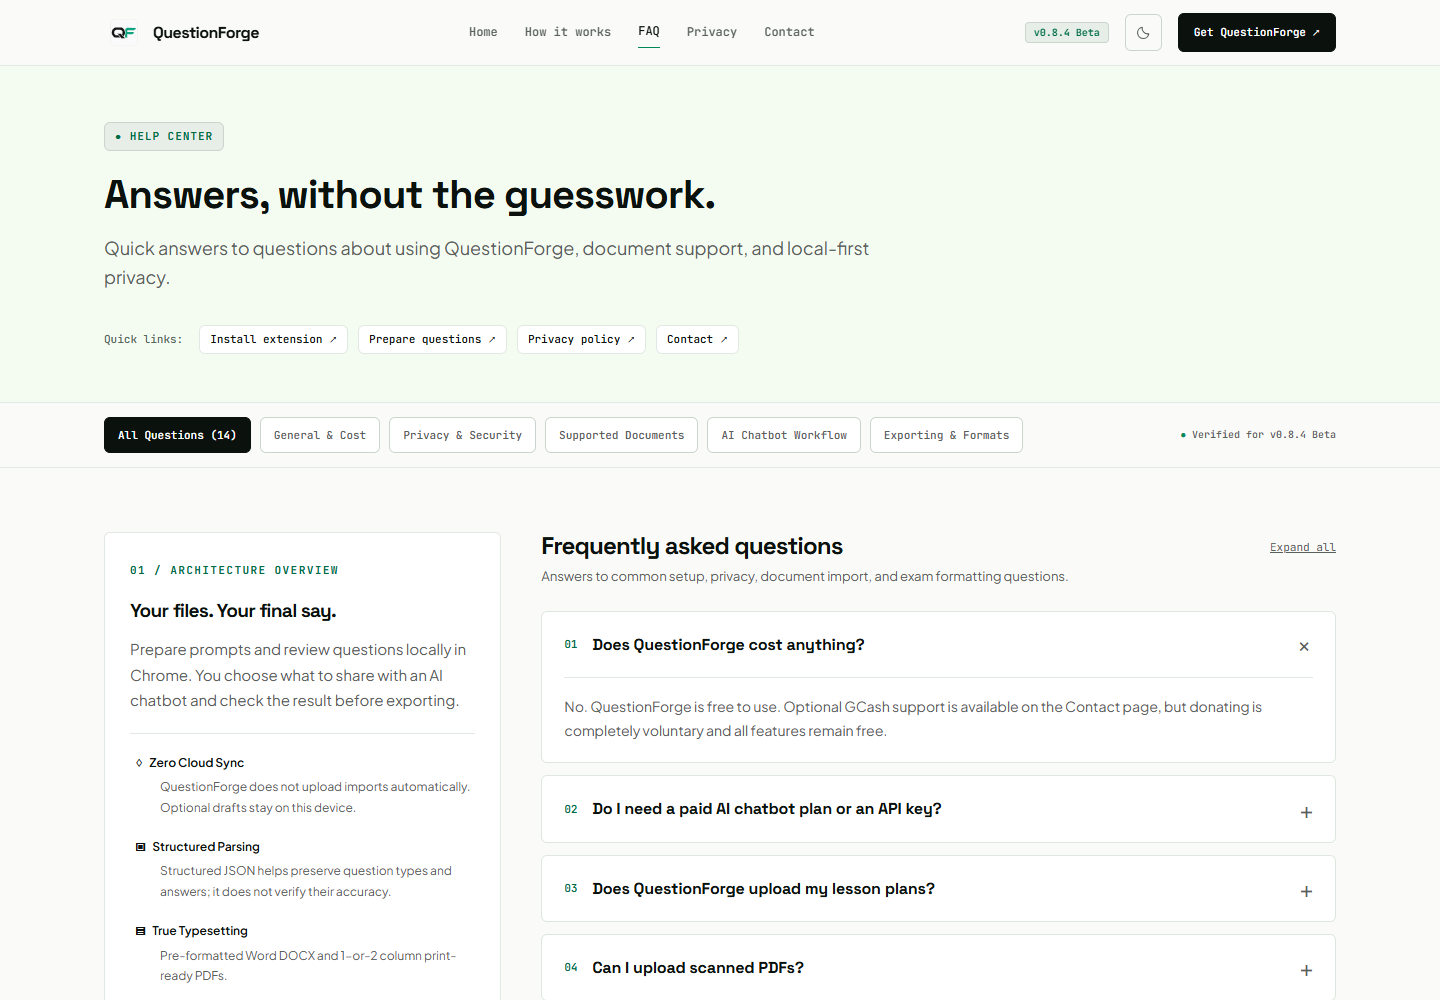 QF QuestionForge
Home
How it works
FAQ
Privacy
Contact
v0.8.4 Beta
Get QuestionForge ↗
• HELP CENTER
Answers, without the guesswork.
Quick answers to questions about using QuestionForge, document support, and local-first
privacy.
Quick links:
Install extension ↗
Prepare questions ↗
Privacy policy ↗
Contact ↗
All Questions (14)
General & Cost
Privacy & Security
Supported Documents
AI Chatbot Workflow
Exporting & Formats
• Verified for v0.8.4 Beta
01 / ARCHITECTURE OVERVIEW
Your files. Your final say.
Prepare prompts and review questions locally in
Chrome. You choose what to share with an AI
chatbot and check the result before exporting.
◊ Zero Cloud Sync
QuestionForge does not upload imports automatically.
Optional drafts stay on this device.
▣ Structured Parsing
Structured JSON helps preserve question types and
answers; it does not verify their accuracy.
▤ True Typesetting
Pre-formatted Word DOCX and 1-or-2 column print-
ready PDFs.
Frequently asked questions
Expand all
Answers to common setup, privacy, document import, and exam formatting questions.
01 Does QuestionForge cost anything? ×
No. QuestionForge is free to use. Optional GCash support is available on the Contact page, but donating is
completely voluntary and all features remain free.
02 Do I need a paid AI chatbot plan or an API key? +
03 Does QuestionForge upload my lesson plans? +
04 Can I upload scanned PDFs? +